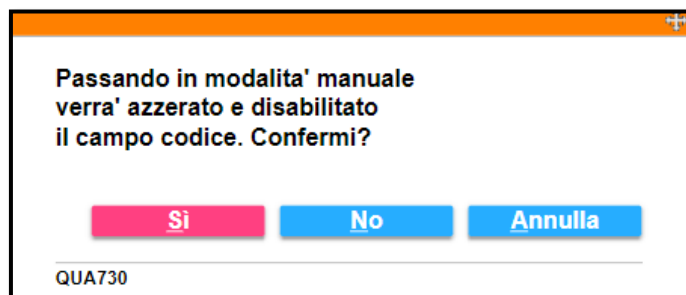 Passando in modalita' manuale
verra' azzerato e disabilitato
il campo codice. Confermi?
Sì No Annulla
QUA730